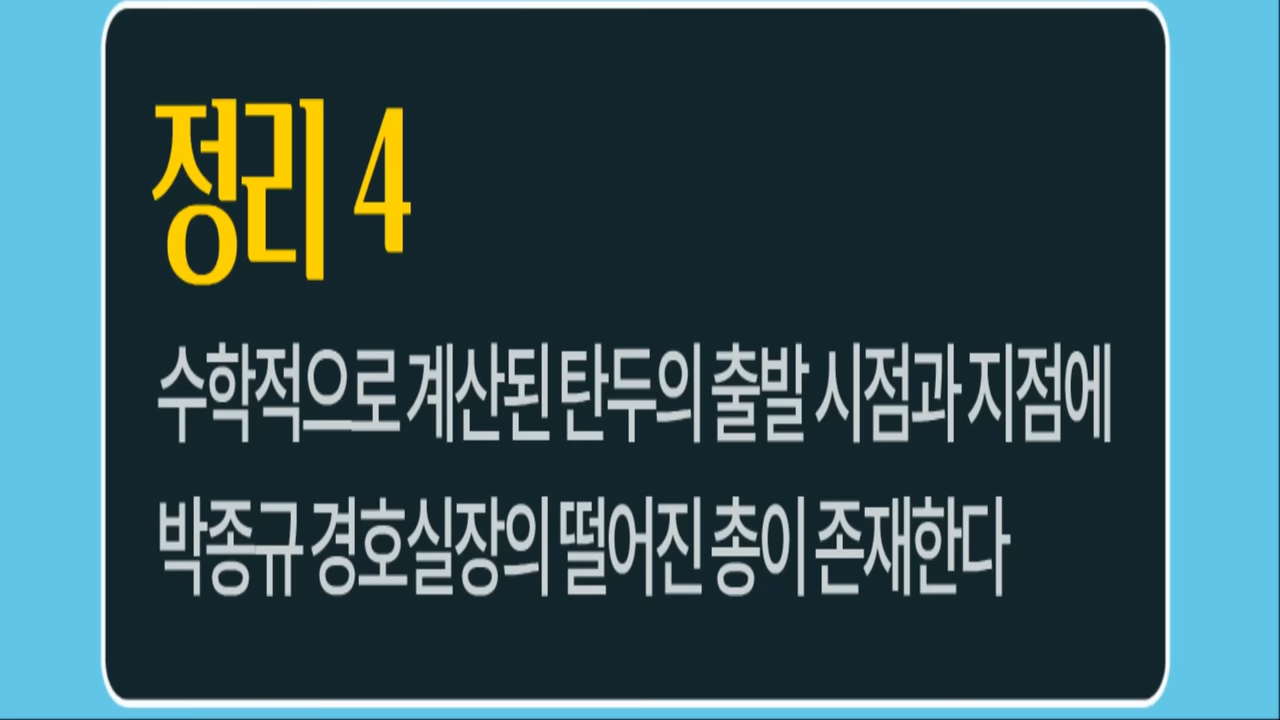 정리 4
수학적으로 계산된 탄두의 출발 시점과 지점에
박종규 경호실장의 떨어진 총이 존재한다